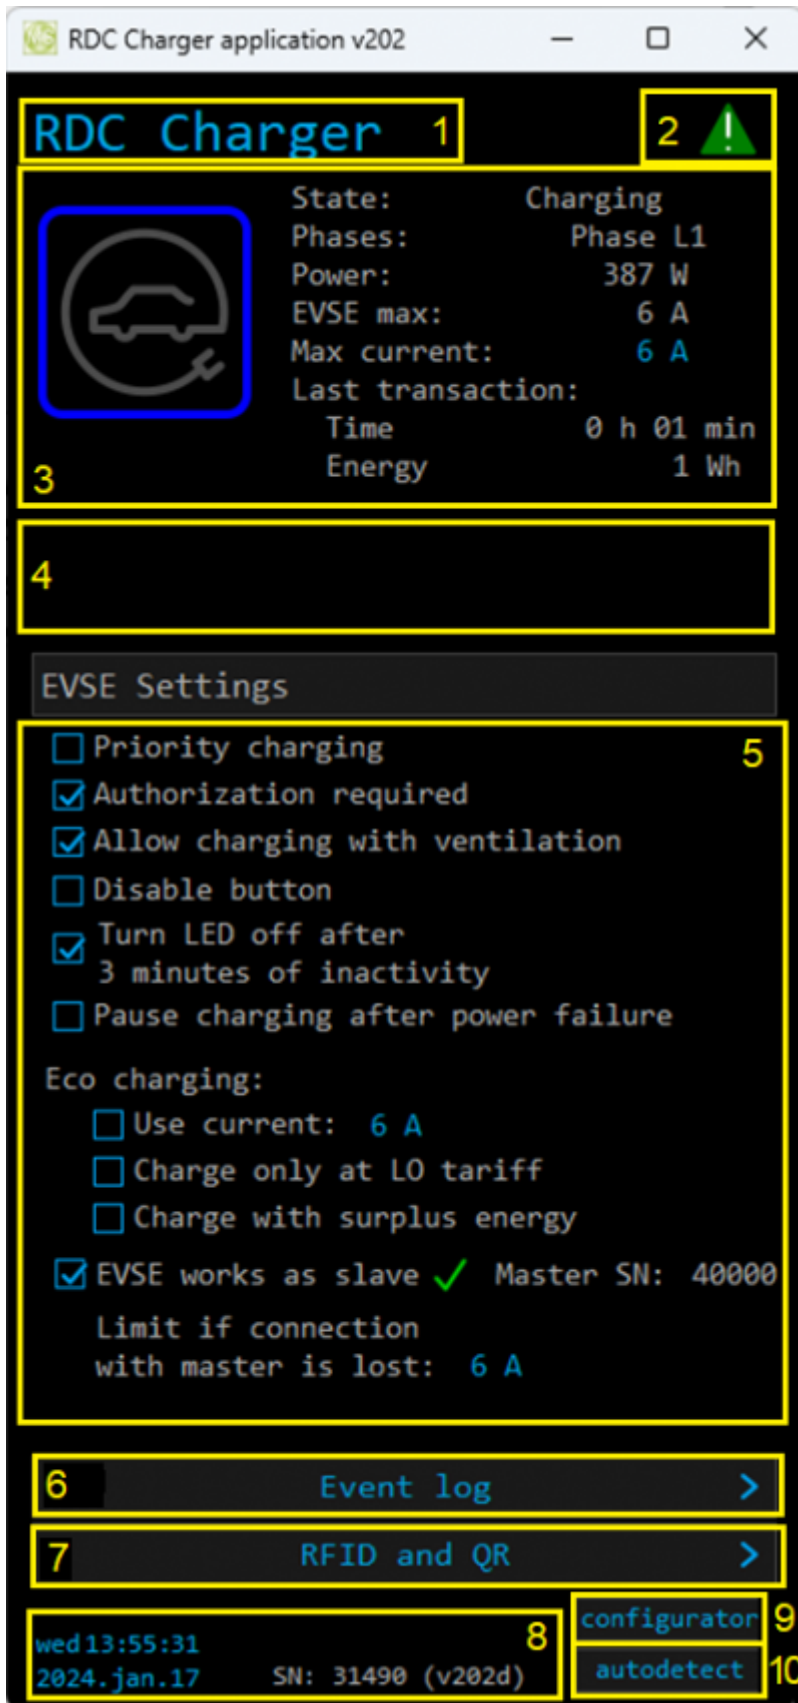 RDC Charger application v202
RDC Charger 1
2
State: Charging
Phases: Phase L1
Power: 387 W
EVSE max: 6 A
Max current: 6 A
Last transaction:
Time 0 h 01 min
Energy 1 Wh
3
4
EVSE Settings
5
Priority charging
Authorization required
Allow charging with ventilation
Disable button
Turn LED off after
3 minutes of inactivity
Pause charging after power failure
Eco charging:
Use current: 6 A
Charge only at LO tariff
Charge with surplus energy
EVSE works as slave Master SN: 40000
Limit if connection
with master is lost: 6 A
6 Event log >
7 RFID and QR >
8
wed 13:55:31
2024.jan.17 SN: 31490 (v202d)
configurator 9
autodetect 10